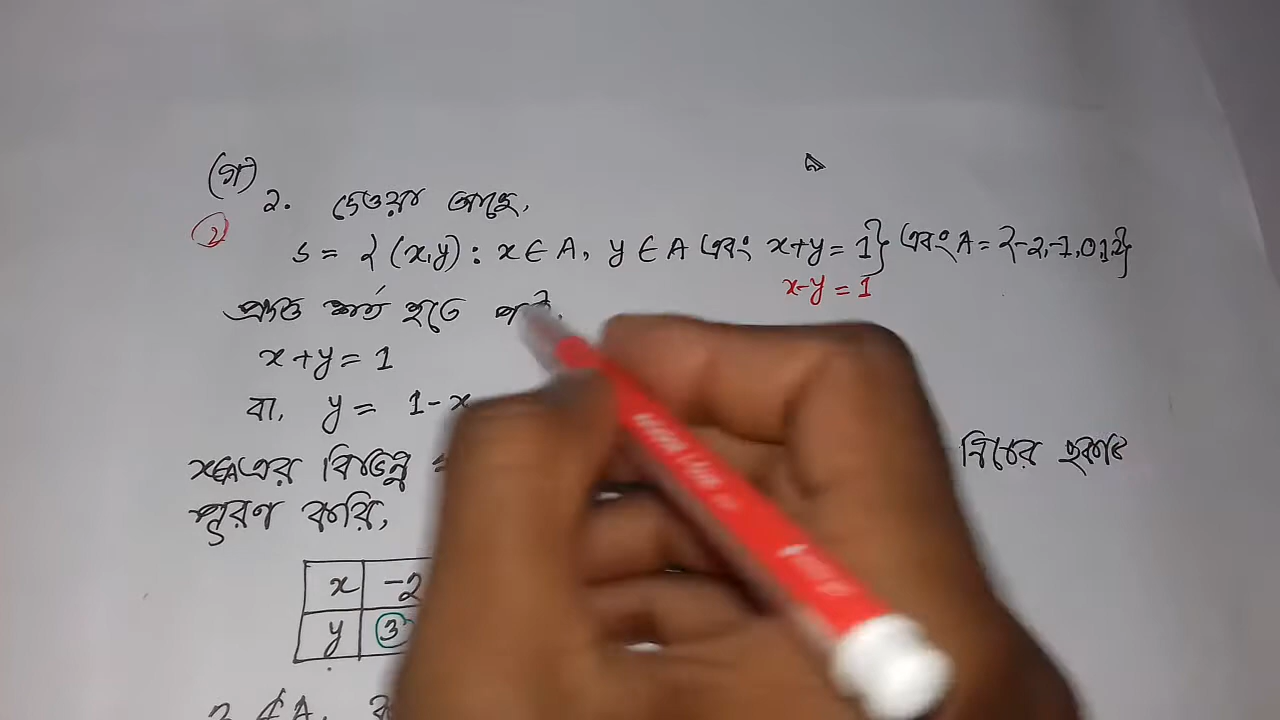 (গ)
২. দেওয়া আছে,
S = {(x,y) : x ∈ A, y ∈ A এবং x+y = 1} এবং A = {-2,-1,0,1,2}
x-y = 1
প্রদত্ত শর্ত হতে পাই,
x+y = 1
বা, y = 1-x
x∈A এর বিভিন্ন নিচের ছকটি
পূরণ করি,
x -2
y 3